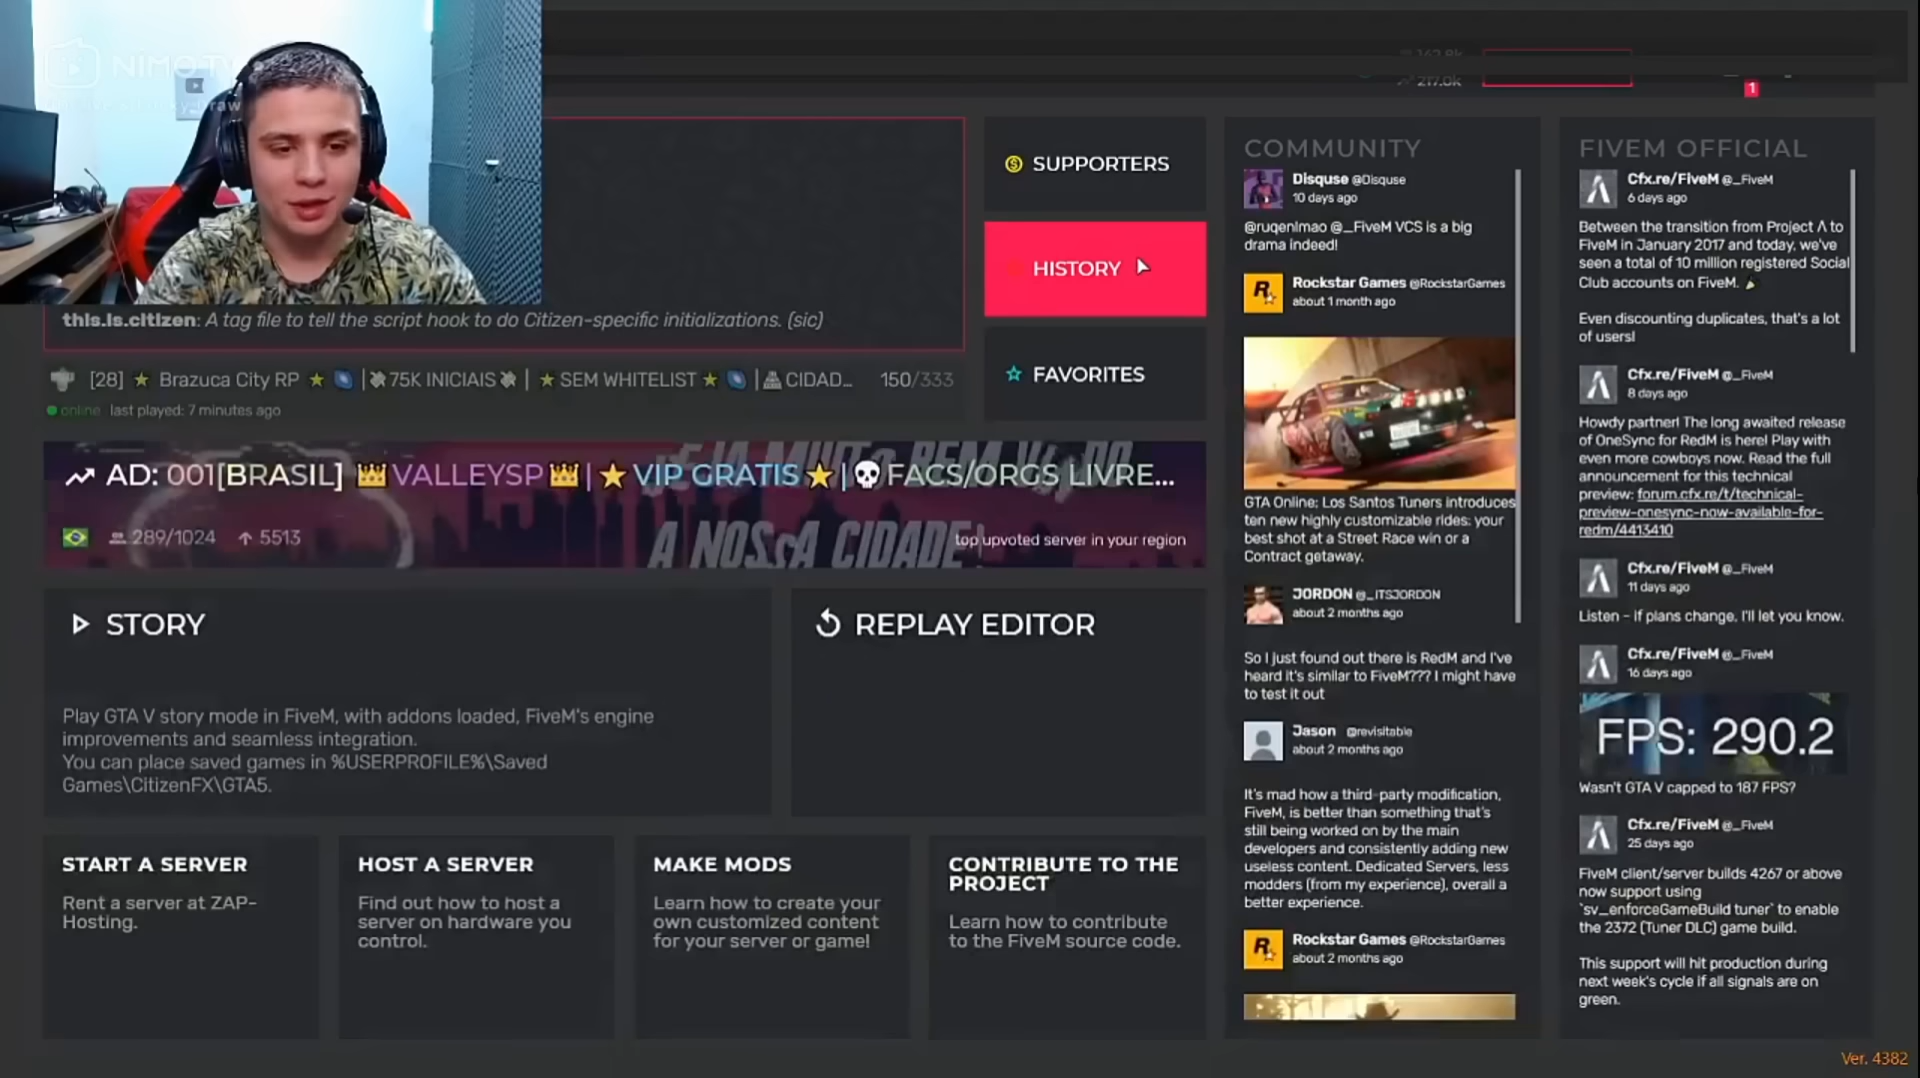 NIMO TV
217.0k
1
this.is.citizen: A tag file to tell the script hook to do Citizen-specific initializations. (sic)
[28] ⭐ Brazuca City RP ⭐ | 75K INICIAIS | ⭐ SEM WHITELIST ⭐ | CIDAD... 150/333
online last played: 7 minutes ago
SUPPORTERS
HISTORY
FAVORITES
AD: 001[BRASIL] 👑VALLEYSP👑 | ⭐ VIP GRATIS ⭐ |💀FACS/ORGS LIVRE...
A NOSSA CIDADE
289/1024 ↑ 5513
top upvoted server in your region
STORY
Play GTA V story mode in FiveM, with addons loaded, FiveM's engine
improvements and seamless integration.
You can place saved games in %USERPROFILE%\Saved
Games\CitizenFX\GTA5.
REPLAY EDITOR
START A SERVER
Rent a server at ZAP-
Hosting.
HOST A SERVER
Find out how to host a
server on hardware you
control.
MAKE MODS
Learn how to create your
own customized content
for your server or game!
CONTRIBUTE TO THE
PROJECT
Learn how to contribute
to the FiveM source code.
COMMUNITY
Disquse @Disquse
10 days ago
@ruqenlmao @_FiveM VCS is a big
drama indeed!
Rockstar Games @RockstarGames
about 1 month ago
GTA Online: Los Santos Tuners introduces
ten new highly customizable rides: your
best shot at a Street Race win or a
Contract getaway.
JORDON @_ITSJORDON
about 2 months ago
So I just found out there is RedM and I've
heard it's similar to FiveM??? I might have
to test it out
Jason @revisitable
about 2 months ago
It's mad how a third-party modification,
FiveM, is better than something that's
still being worked on by the main
developers and consistently adding new
useless content. Dedicated Servers, less
modders (from my experience), overall a
better experience.
Rockstar Games @RockstarGames
about 2 months ago
FIVEM OFFICIAL
Cfx.re/FiveM @_FiveM
6 days ago
Between the transition from Project Λ to
FiveM in January 2017 and today, we've
seen a total of 10 million registered Social
Club accounts on FiveM. 🎉
Even discounting duplicates, that's a lot
of users!
Cfx.re/FiveM @_FiveM
8 days ago
Howdy partner! The long awaited release
of OneSync for RedM is here! Play with
even more cowboys now. Read the full
announcement for this technical
preview: forum.cfx.re/t/technical-
preview-onesync-now-available-for-
redm/4413410
Cfx.re/FiveM @_FiveM
11 days ago
Listen - if plans change, I'll let you know.
Cfx.re/FiveM @_FiveM
16 days ago
FPS: 290.2
Wasn't GTA V capped to 187 FPS?
Cfx.re/FiveM @_FiveM
25 days ago
FiveM client/server builds 4267 or above
now support using
`sv_enforceGameBuild tuner` to enable
the 2372 (Tuner DLC) game build.
This support will hit production during
next week's cycle if all signals are on
green.
Ver. 4382